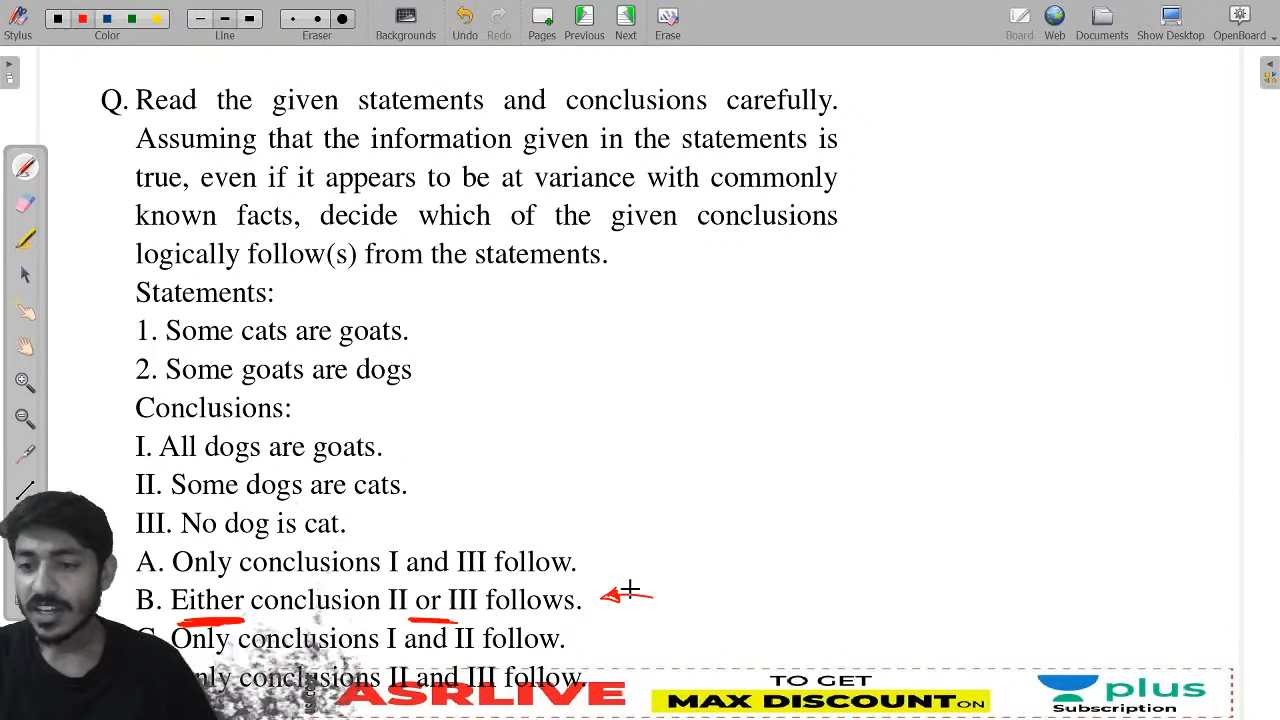 Stylus Color Line Eraser Backgrounds Undo Redo Pages Previous Next Erase Board Web Documents Show Desktop OpenBoard
Q. Read the given statements and conclusions carefully.
Assuming that the information given in the statements is
true, even if it appears to be at variance with commonly
known facts, decide which of the given conclusions
logically follow(s) from the statements.
Statements:
1. Some cats are goats.
2. Some goats are dogs
Conclusions:
I. All dogs are goats.
II. Some dogs are cats.
III. No dog is cat.
A. Only conclusions I and III follow.
B. Either conclusion II or III follows.
Only conclusions I and II follow.
conclusions II and III follow.
ASRLIVE
TO GET
MAX DISCOUNT ON
plus
Subscription